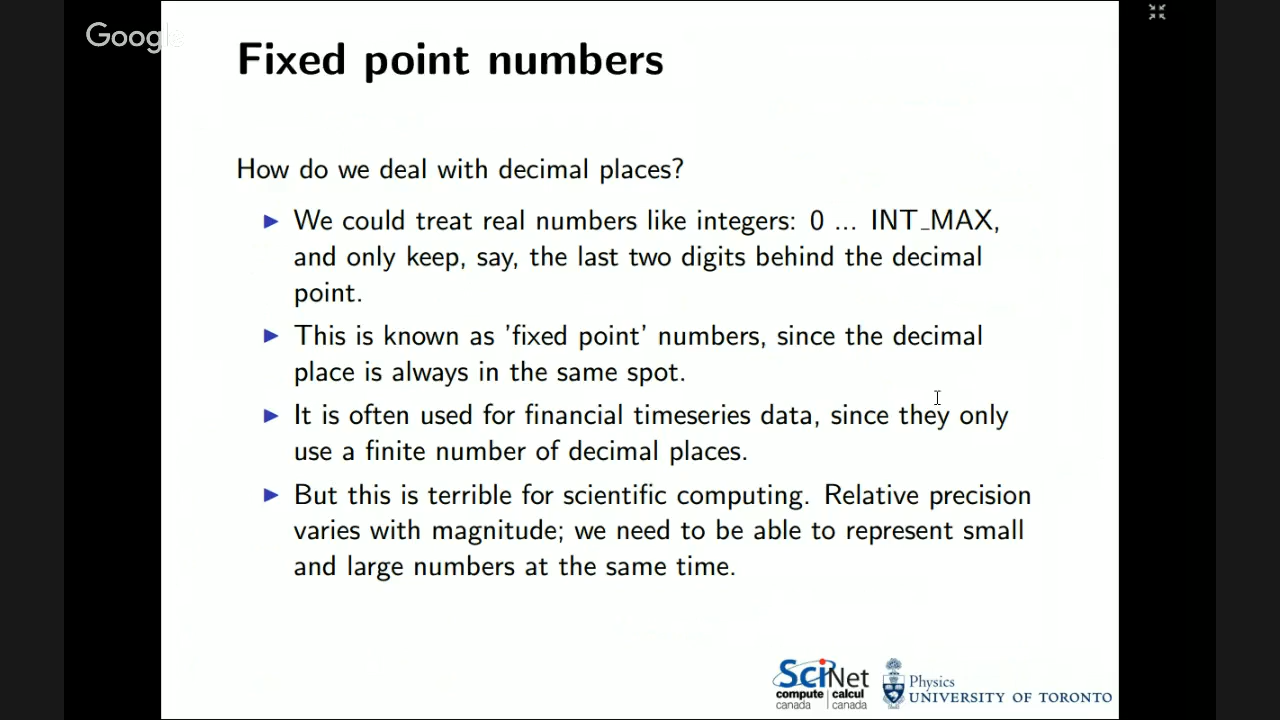 Google
Fixed point numbers
How do we deal with decimal places?
We could treat real numbers like integers: 0 ... INT_MAX,
and only keep, say, the last two digits behind the decimal
point.
This is known as 'fixed point' numbers, since the decimal
place is always in the same spot.
It is often used for financial timeseries data, since they only
use a finite number of decimal places.
But this is terrible for scientific computing. Relative precision
varies with magnitude; we need to be able to represent small
and large numbers at the same time.
SciNet
compute | calcul
canada | canada
Physics
UNIVERSITY OF TORONTO